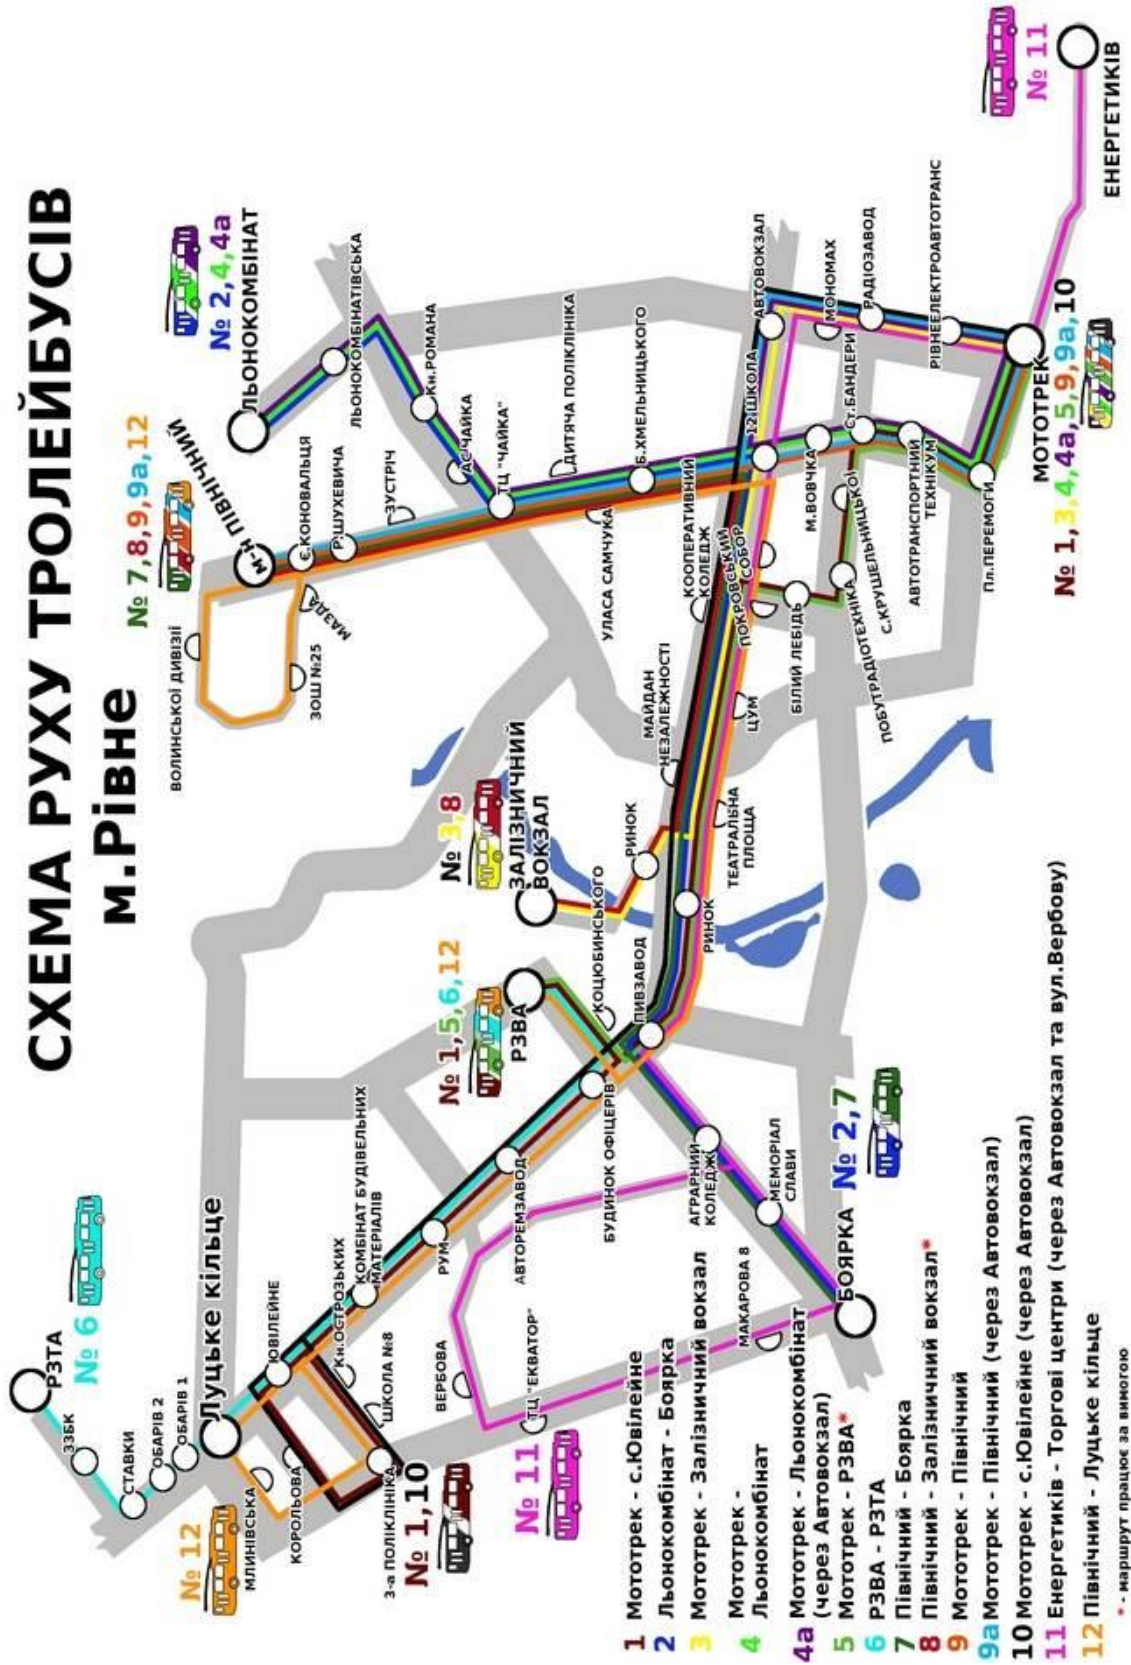 СХЕМА РУХУ ТРОЛЕЙБУСІВ
м.Рівне
РЗТА
№ 6
ЗЗБК
СТАВКИ
ОБАРІВ 2
ОБАРІВ 1
Луцьке кільце
№ 12
МЛИНІВСЬКА
КОРОЛЬОВА
3-а ПОЛІКЛІНІКА
№ 1,10
ЮВІЛЕЙНЕ
Кн.ОСТРОЗЬКИХ
ШКОЛА №8
КОМБІНАТ БУДІВЕЛЬНИХ
МАТЕРІАЛІВ
РУМ
АВТОРЕМЗАВОД
БУДИНОК ОФІЦЕРІВ
ВЕРБОВА
ТЦ "ЕКВАТОР"
№ 11
МАКАРОВА 8
АГРАРНИЙ
КОЛЕДЖ
МЕМОРІАЛ
СЛАВИ
БОЯРКА
№ 2,7
№ 1,5,6,12
РЗВА
КОЦЮБИНСЬКОГО
ПИВЗАВОД
№ 3,8
ЗАЛІЗНИЧНИЙ
ВОКЗАЛ
РИНОК
РИНОК
ТЕАТРАЛЬНА
ПЛОЩА
МАЙДАН
НЕЗАЛЕЖНОСТІ
ЦУМ
КООПЕРАТИВНИЙ
КОЛЕДЖ
ПОКРОВСЬКИЙ
СОБОР
БІЛИЙ ЛЕБІДЬ
ПОБУТРАДІОТЕХНІКА
С.КРУШЕЛЬНИЦЬКОЇ
№ 7,8,9,9а,12
М-Н ПІВНІЧНИЙ
ВОЛИНСЬКОЇ ДИВІЗІЇ
ЗОШ №25
МАЗДА
Є.КОНОВАЛЬЦЯ
Р.ШУХЕВИЧА
ЗУСТРІЧ
УЛАСА САМЧУКА
№ 2,4,4а
ЛЬОНОКОМБІНАТ
ЛЬОНОКОМБІНАТІВСЬКА
Кн.РОМАНА
АС ЧАЙКА
ТЦ "ЧАЙКА"
ДИТЯЧА ПОЛІКЛІНІКА
Б.ХМЕЛЬНИЦЬКОГО
12 ШКОЛА
АВТОВОКЗАЛ
М.ВОВЧКА
СТ.БАНДЕРИ
МОНОМАХ
РАДІОЗАВОД
АВТОТРАНСПОРТНИЙ
ТЕХНІКУМ
РІВНЕЕЛЕКТРОАВТОТРАНС
Пл.ПЕРЕМОГИ
МОТОТРЕК
№ 1,3,4,4а,5,9,9а,10
№ 11
ЕНЕРГЕТИКІВ
1 Мототрек - с.Ювілейне
2 Льонокомбінат - Боярка
3 Мототрек - Залізничний вокзал
4 Мототрек -
Льонокомбінат
4а Мототрек - Льонокомбінат
(через Автовокзал)
5 Мототрек - РЗВА*
6 РЗВА - РЗТА
7 Північний - Боярка
8 Північний - Залізничний вокзал*
9 Мототрек - Північний
9а Мототрек - Північний (через Автовокзал)
10 Мототрек - с.Ювілейне (через Автовокзал)
11 Енергетиків - Торгові центри (через Автовокзал та вул.Вербову)
12 Північний - Луцьке кільце
* - маршрут працює за вимогою